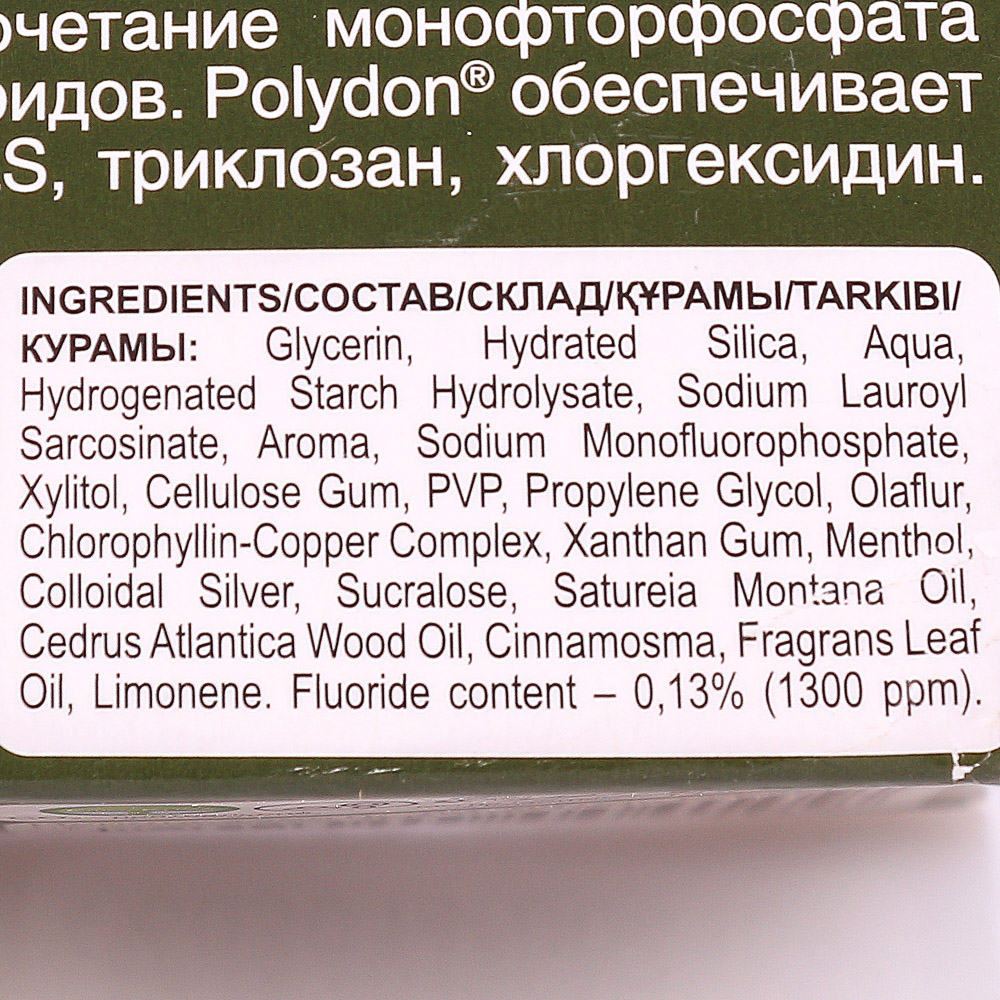 очетание монофторфосфата
ридов. Polydon® обеспечивает
LS, триклозан, хлоргексидин.
INGREDIENTS/СОСТАВ/СКЛАД/ҚҰРАМЫ/TARKIBI/
КУРАМЫ: Glycerin, Hydrated Silica, Aqua,
Hydrogenated Starch Hydrolysate, Sodium Lauroyl
Sarcosinate, Aroma, Sodium Monofluorophosphate,
Xylitol, Cellulose Gum, PVP, Propylene Glycol, Olaflur,
Chlorophyllin-Copper Complex, Xanthan Gum, Menthol,
Colloidal Silver, Sucralose, Satureia Montana Oil,
Cedrus Atlantica Wood Oil, Cinnamosma, Fragrans Leaf
Oil, Limonene. Fluoride content – 0,13% (1300 ppm).